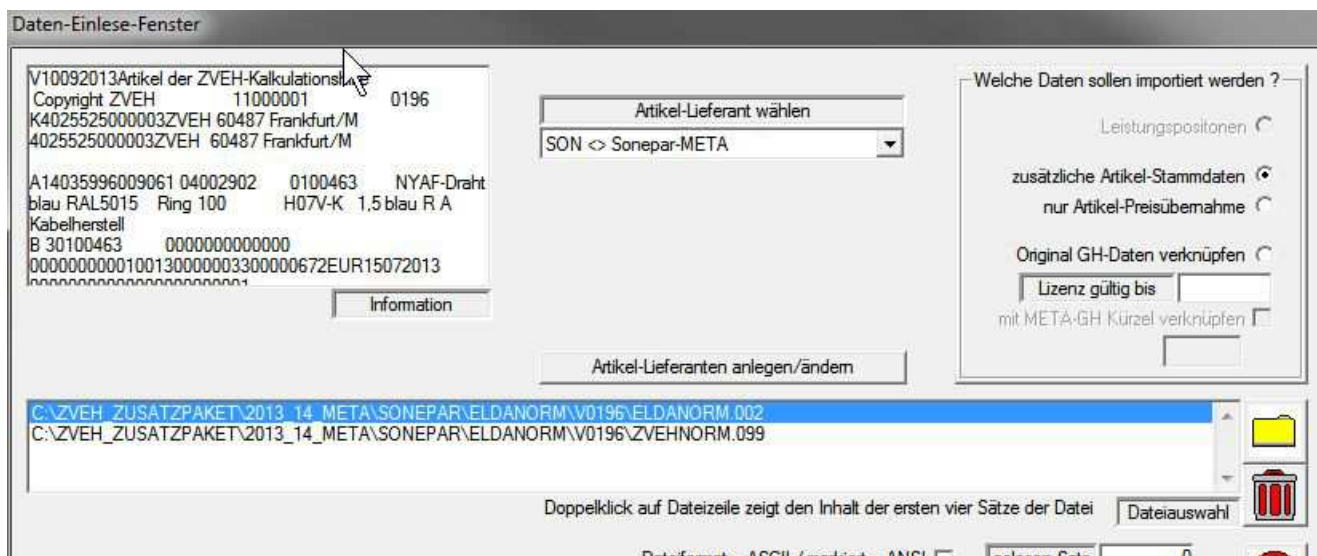 Daten-Einlese-Fenster
V10092013Artikel der ZVEH-Kalkulationshilfe
Copyright ZVEH 11000001 0196
K4025525000003ZVEH 60487 Frankfurt/M
4025525000003ZVEH 60487 Frankfurt/M
A14035996009061 04002902 0100463 NYAF-Draht
blau RAL5015 Ring 100 H07V-K 1,5 blau R A
Kabelherstell
B 30100463 0000000000000
0000000000100130000003300000672EUR15072013
Information
Artikel-Lieferant wählen
SON <> Sonepar-META
Artikel-Lieferanten anlegen/ändern
Welche Daten sollen importiert werden ?
Leistungspositonen
zusätzliche Artikel-Stammdaten
nur Artikel-Preisübernahme
Original GH-Daten verknüpfen
Lizenz gültig bis
mit META-GH Kürzel verknüpfen
C:\ZVEH_ZUSATZPAKET\2013_14_META\SONEPAR\ELDANORM\V0196\ELDANORM.002
C:\ZVEH_ZUSATZPAKET\2013_14_META\SONEPAR\ELDANORM\V0196\ZVEHNORM.099
Doppelklick auf Dateizeile zeigt den Inhalt der ersten vier Sätze der Datei
Dateiauswahl